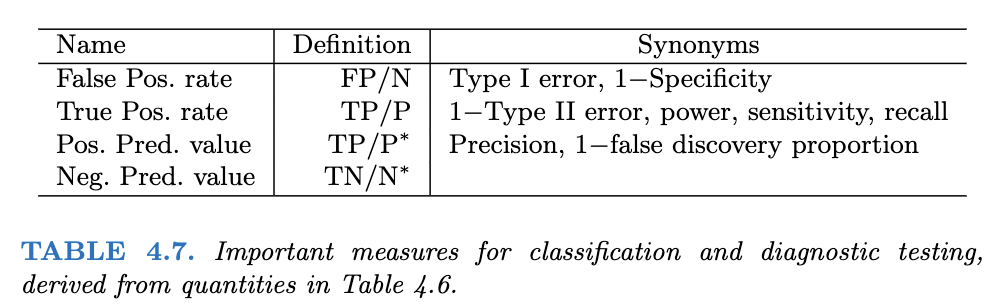 Name Definition Synonyms
False Pos. rate FP/N Type I error, 1−Specificity
True Pos. rate TP/P 1−Type II error, power, sensitivity, recall
Pos. Pred. value TP/P* Precision, 1−false discovery proportion
Neg. Pred. value TN/N*
TABLE 4.7. Important measures for classification and diagnostic testing,
derived from quantities in Table 4.6.